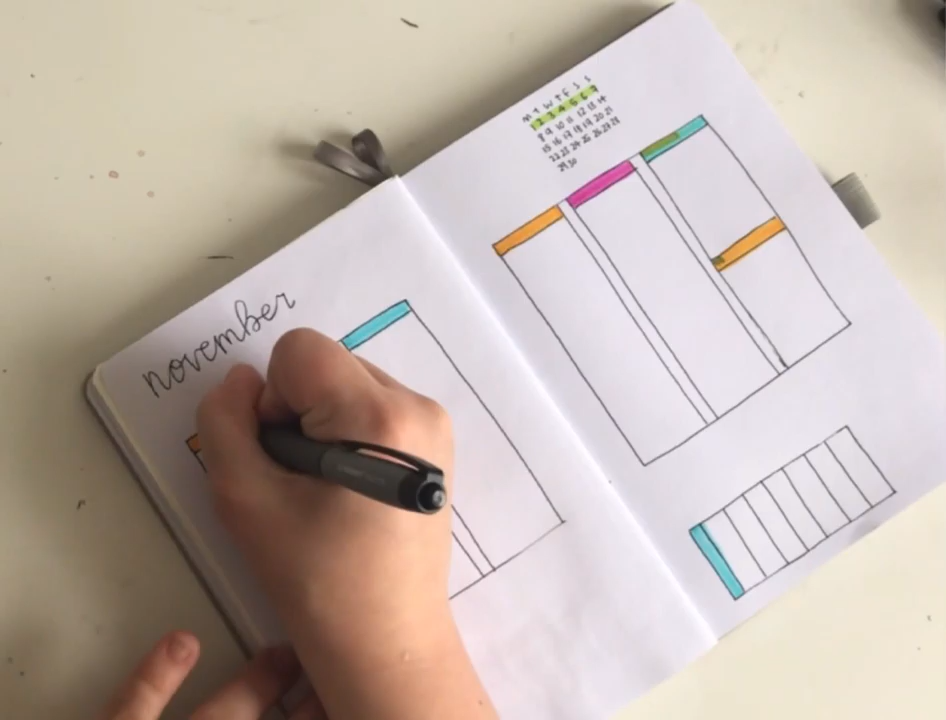 november
M T W T F S S
1 2 3 4 5 6 7
8 9 10 11 12 13 14
15 16 17 18 19 20 21
22 23 24 25 26 27 28
29 30